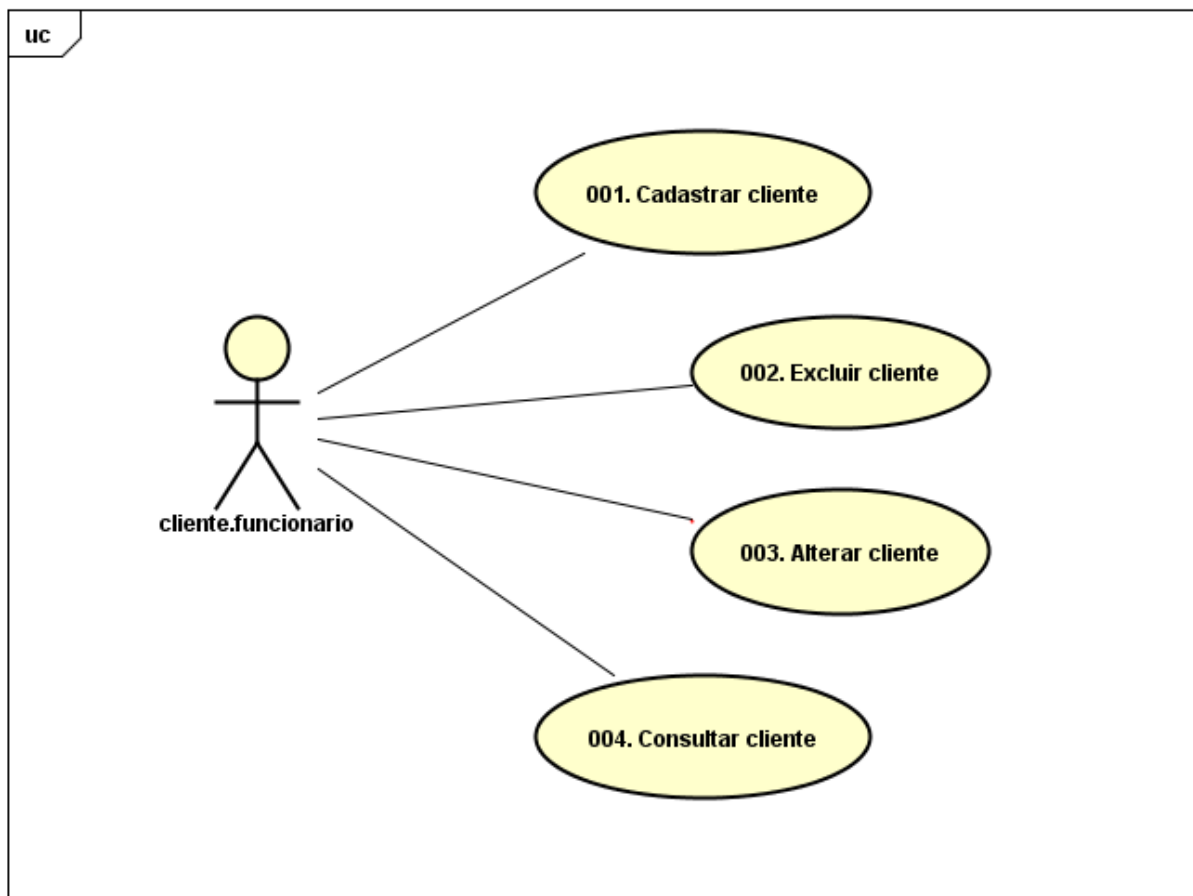 uc
001. Cadastrar cliente
002. Excluir cliente
003. Alterar cliente
cliente.funcionario
004. Consultar cliente